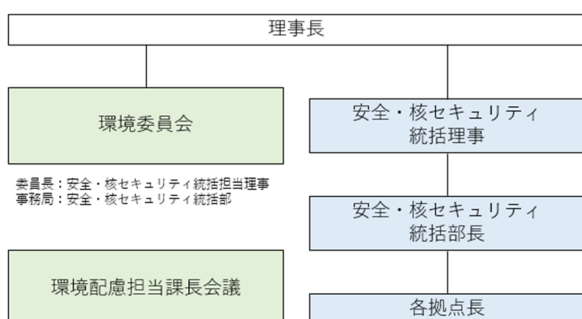 理事長
環境委員会
委員長：安全・核セキュリティ統括担当理事
事務局：安全・核セキュリティ統括部
環境配慮担当課長会議
安全・核セキュリティ
統括理事
安全・核セキュリティ
統括部長
各拠点長